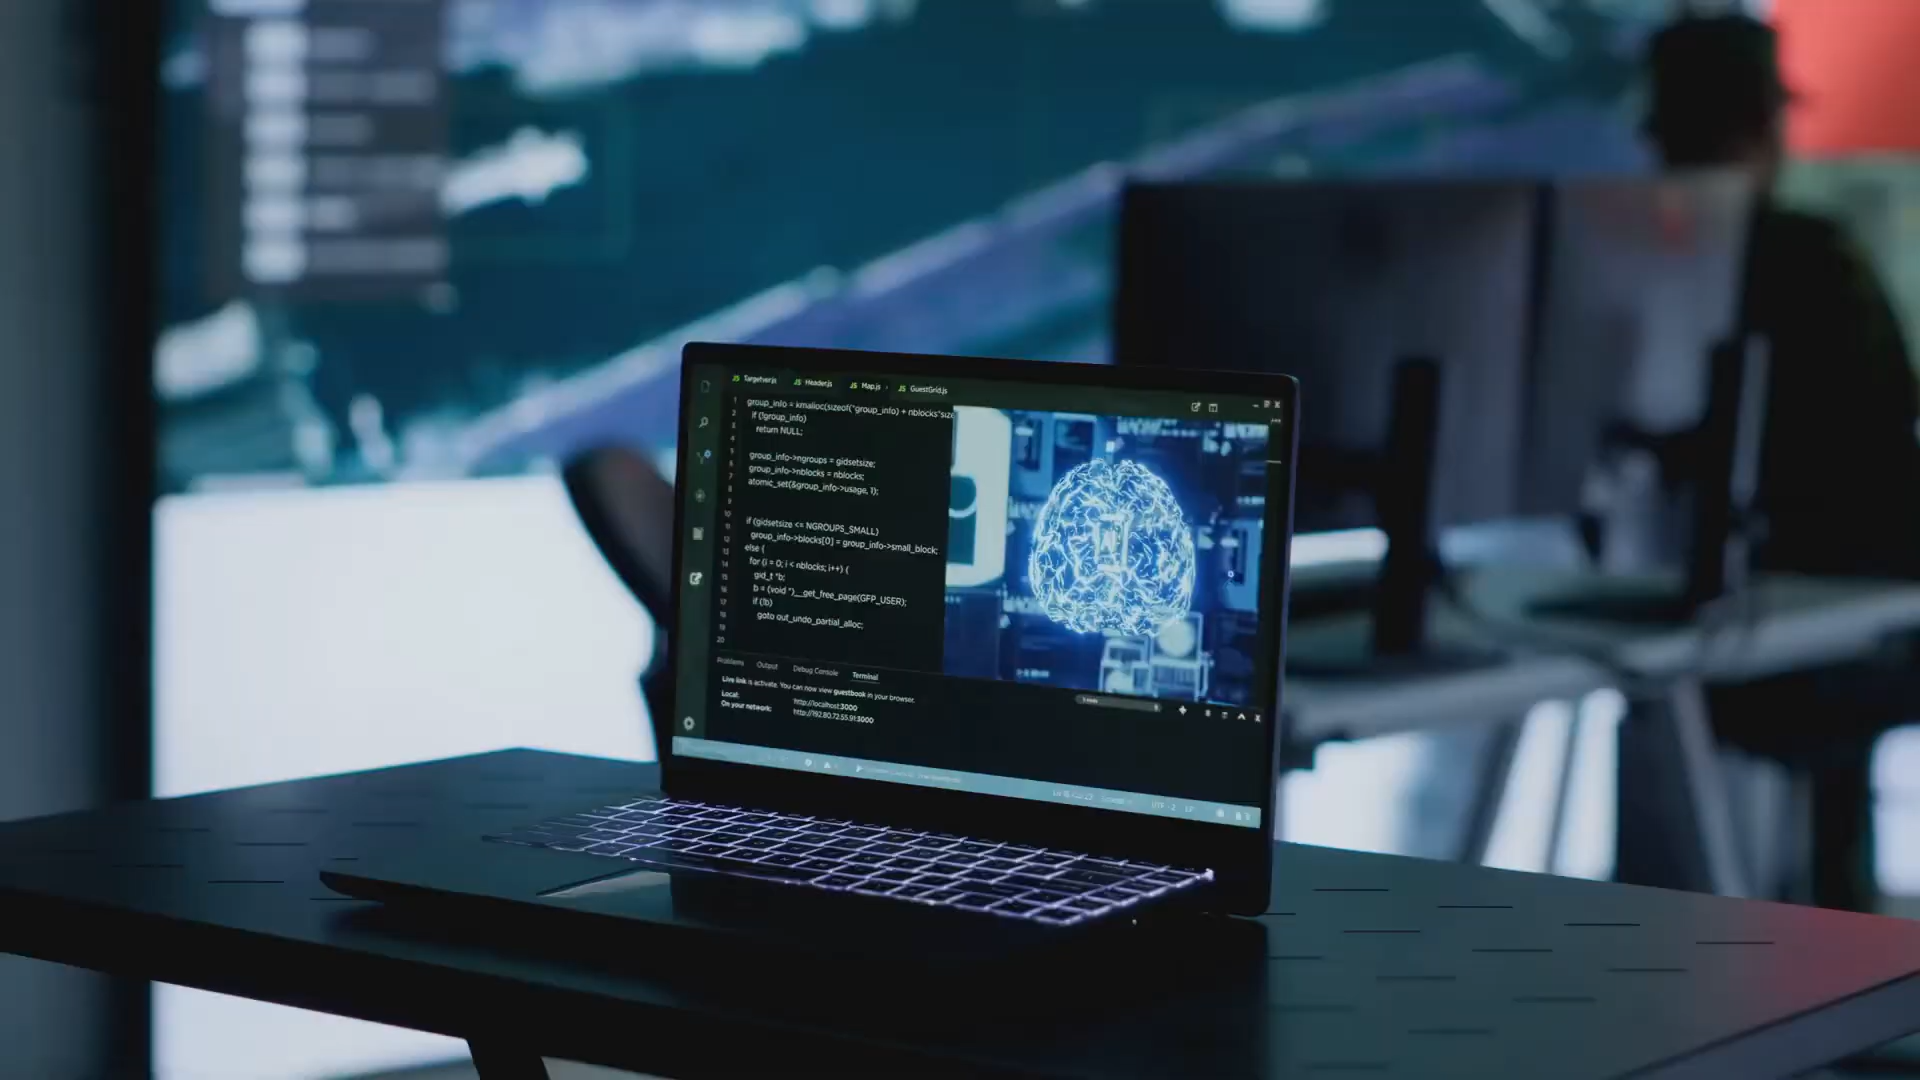 JS Targetver.js JS Header.js JS Map.js JS GuestGrid.js
group_info = kmalloc(sizeof(*group_info) + nblocks*size
if (!group_info)
return NULL;
group_info->ngroups = gidsetsize;
group_info->nblocks = nblocks;
atomic_set(&group_info->usage, 1);
if (gidsetsize <= NGROUPS_SMALL)
group_info->blocks[0] = group_info->small_block;
else {
for (i = 0; i < nblocks; i++) {
gid_t *b;
b = (void *)__get_free_page(GFP_USER);
if (!b)
goto out_undo_partial_alloc;
AI
Problems Output Debug Console Terminal
Live link is activate. You can now view guestbook in your browser.
Local: http://localhost:3000
On your network: http://192.80.72.55.91:3000